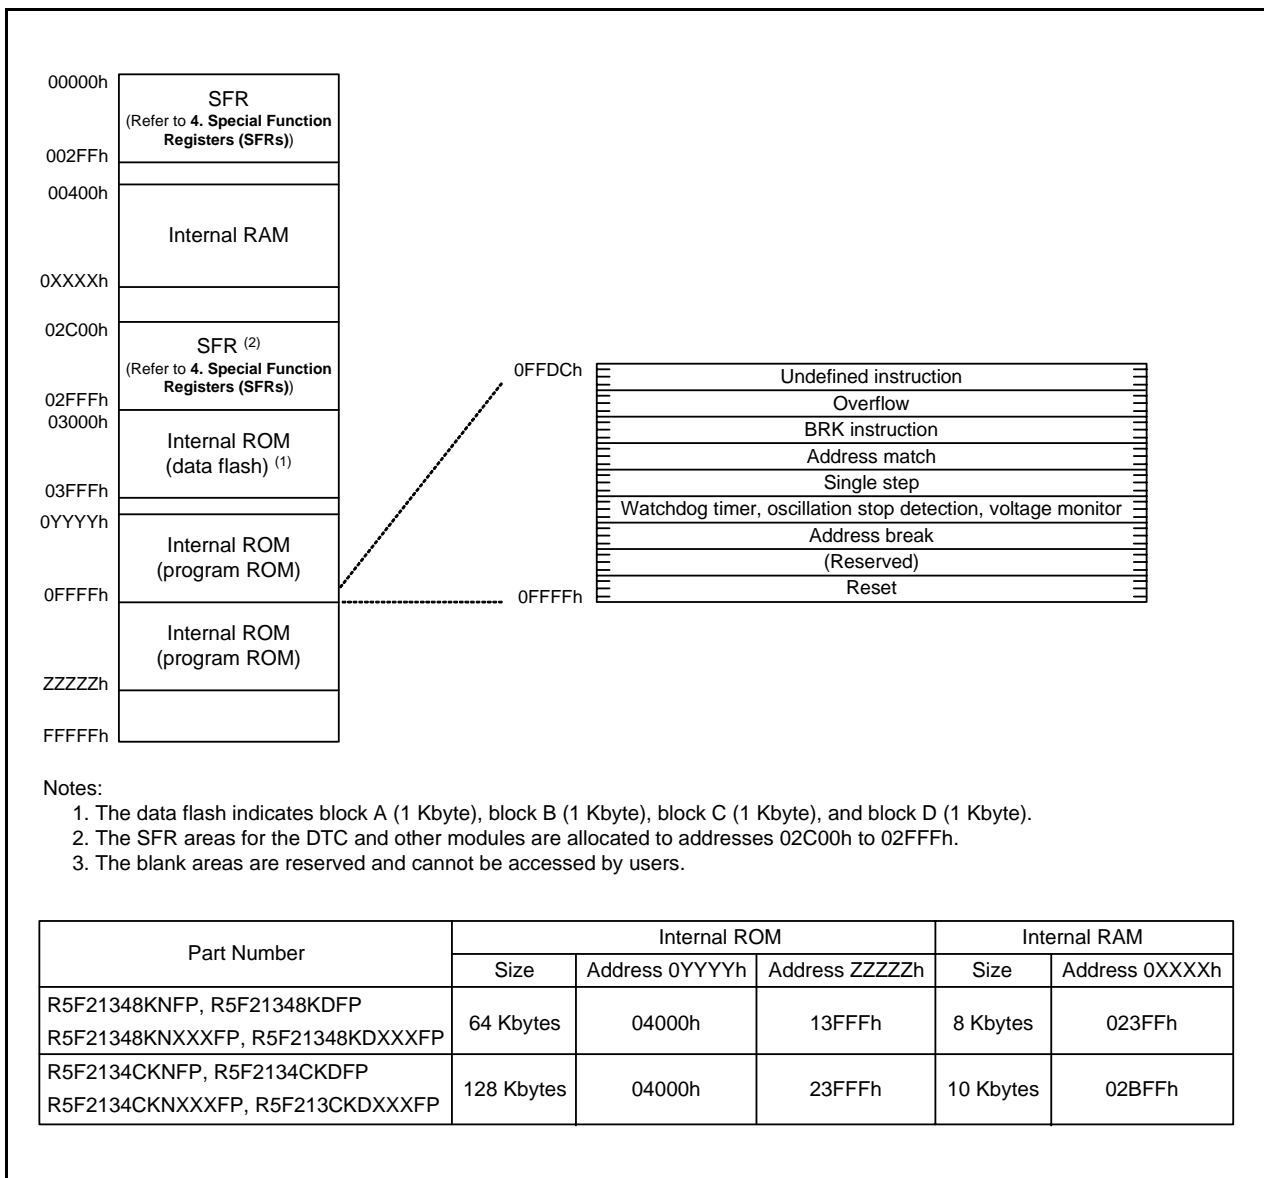 00000h
SFR
(Refer to 4. Special Function
Registers (SFRs))
002FFh
00400h
Internal RAM
0XXXXh
02C00h
SFR (2)
(Refer to 4. Special Function
Registers (SFRs))
02FFFh
03000h
Internal ROM
(data flash) (1)
03FFFh
0YYYYh
Internal ROM
(program ROM)
0FFFFh
Internal ROM
(program ROM)
ZZZZZh
FFFFFh
0FFDCh
Undefined instruction
Overflow
BRK instruction
Address match
Single step
Watchdog timer, oscillation stop detection, voltage monitor
Address break
(Reserved)
0FFFFh
Reset
Notes:
1. The data flash indicates block A (1 Kbyte), block B (1 Kbyte), block C (1 Kbyte), and block D (1 Kbyte).
2. The SFR areas for the DTC and other modules are allocated to addresses 02C00h to 02FFFh.
3. The blank areas are reserved and cannot be accessed by users.
Part Number
Internal ROM
Internal RAM
Size
Address 0YYYYh
Address ZZZZZh
Size
Address 0XXXXh
R5F21348KNFP, R5F21348KDFP
R5F21348KNXXXFP, R5F21348KDXXXFP
64 Kbytes
04000h
13FFFh
8 Kbytes
023FFh
R5F2134CKNFP, R5F2134CKDFP
R5F2134CKNXXXFP, R5F213CKDXXXFP
128 Kbytes
04000h
23FFFh
10 Kbytes
02BFFh